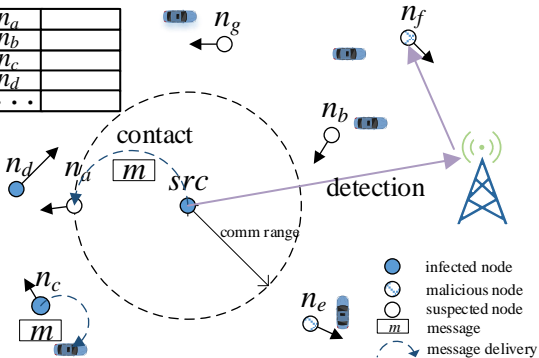 n_a
n_b
n_c
n_d
· · ·
n_g
n_f
n_b
contact
m
n_d
n_a
src
detection
comm range
n_c
m
n_e
infected node
malicious node
suspected node
m message
message delivery